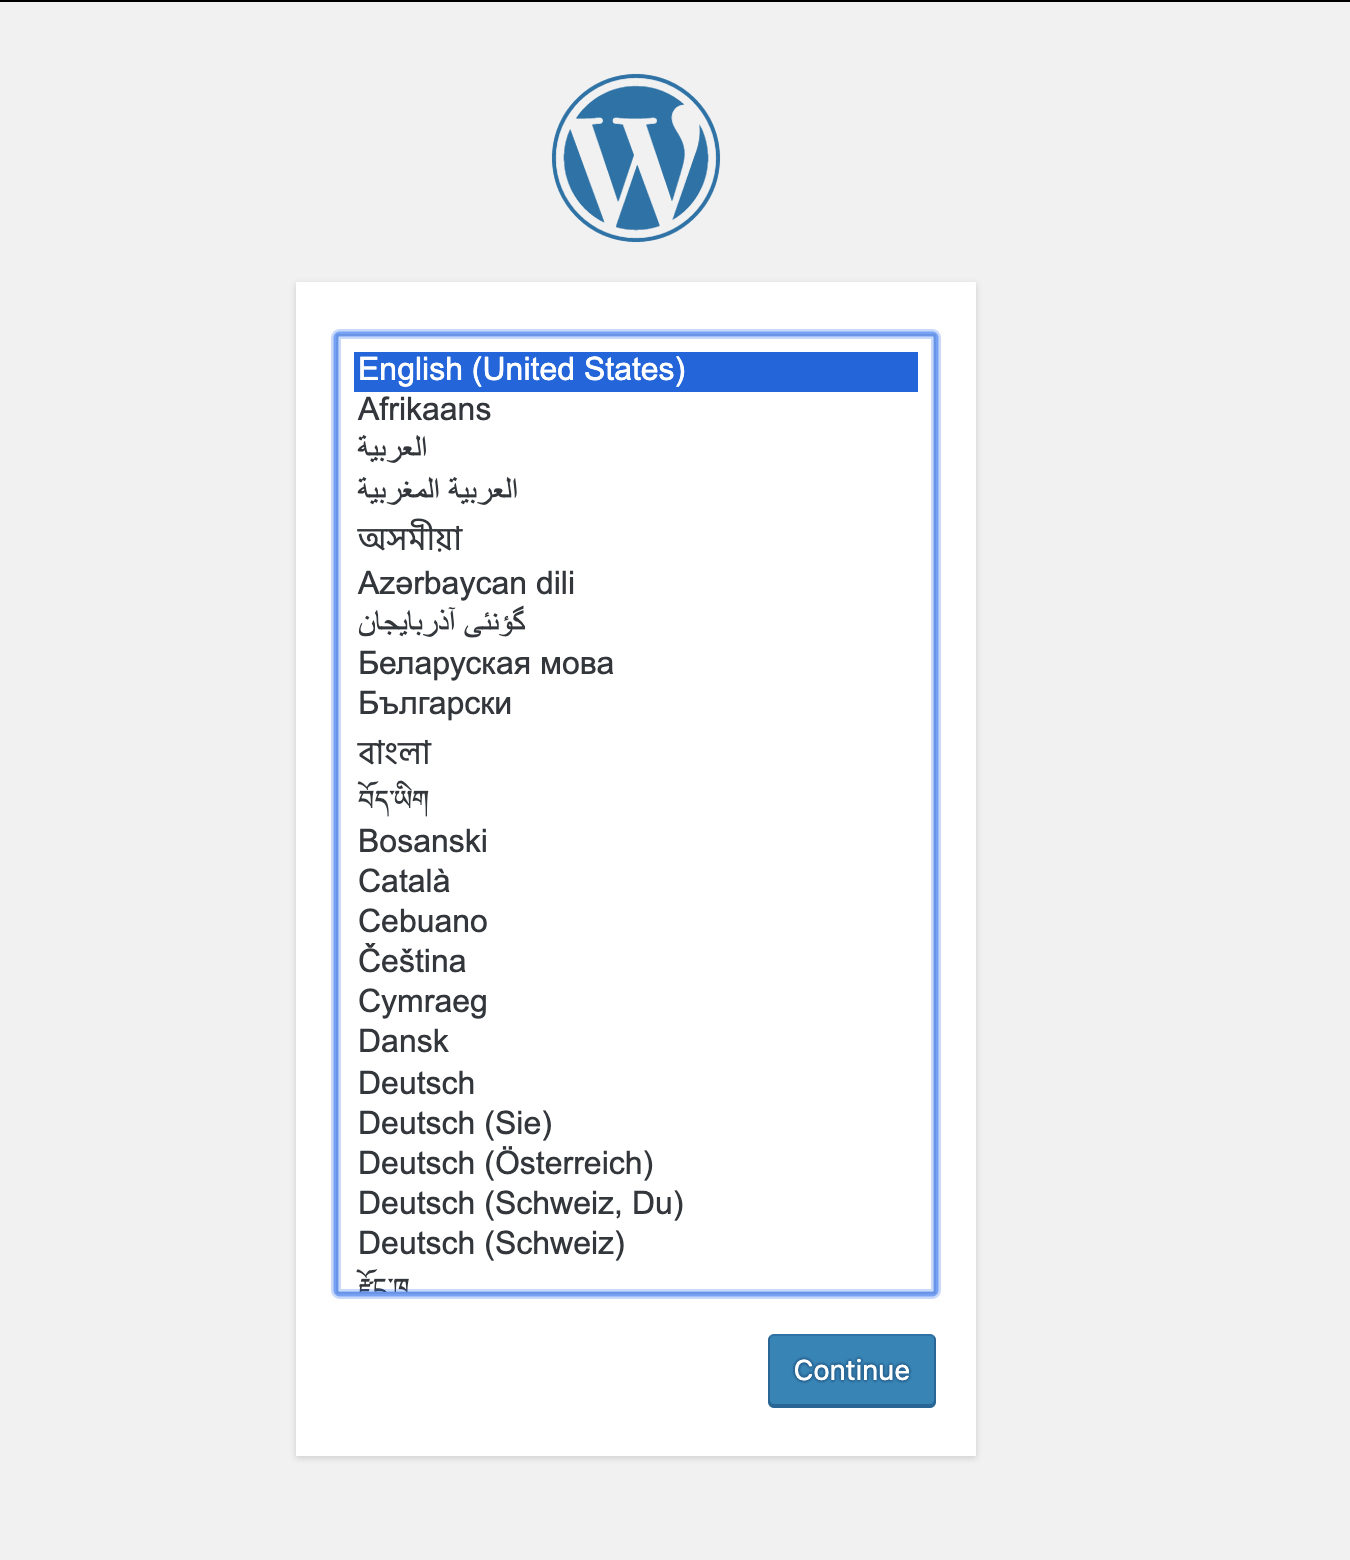 English (United States)
Afrikaans
العربية
العربية المغربية
অসমীয়া
Azərbaycan dili
گؤنئی آذربایجان
Беларуская мова
Български
বাংলা
བོད་ཡིག
Bosanski
Català
Cebuano
Čeština
Cymraeg
Dansk
Deutsch
Deutsch (Sie)
Deutsch (Österreich)
Deutsch (Schweiz, Du)
Deutsch (Schweiz)
རྫོང་ཁ
Continue